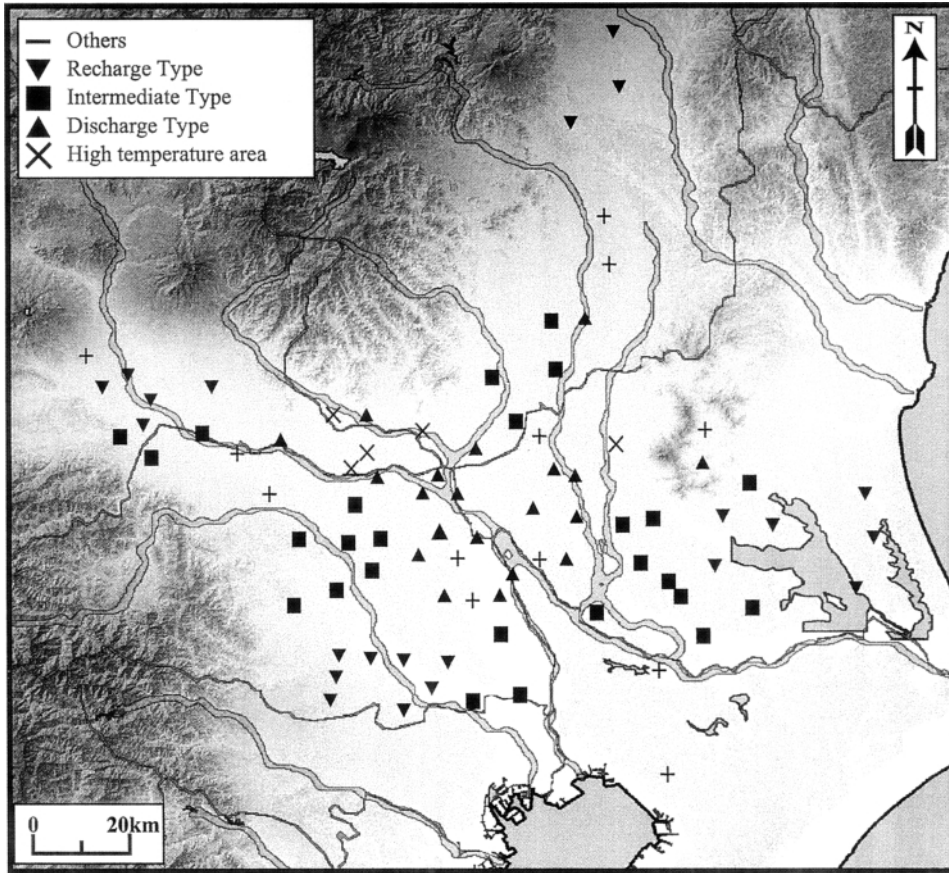 Others
Recharge Type
Intermediate Type
Discharge Type
High temperature area
N
0 20km